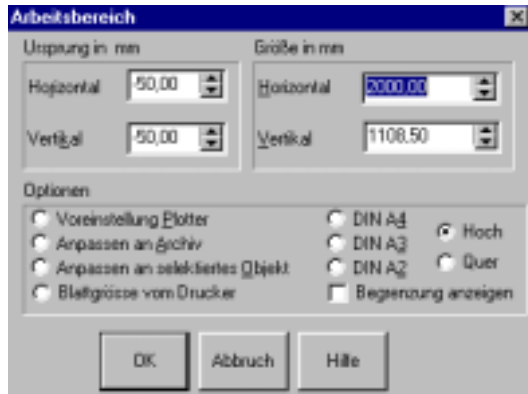 Arbeitsbereich
Ursprung in mm
Horizontal -50,00
Vertikal -50,00
Größe in mm
Horizontal 2000,00
Vertikal 1108,50
Optionen
Voreinstellung Plotter
Anpassen an Archiv
Anpassen an selektiertes Objekt
Blattgrösse vom Drucker
DIN A4
DIN A3
DIN A2
Hoch
Quer
Begrenzung anzeigen
OK Abbruch Hilfe